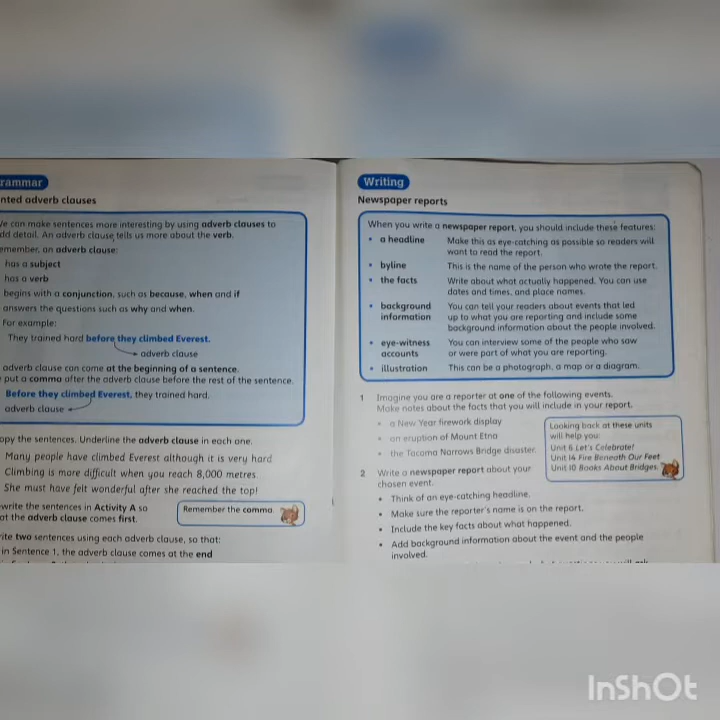 rammar
nted adverb clauses
e can make sentences more interesting by using adverb clauses to
dd detail. An adverb clause tells us more about the verb.
emember, an adverb clause:
has a subject
has a verb
begins with a conjunction, such as because, when and if
answers the questions such as why and when.
For example:
They trained hard before they climbed Everest.
adverb clause
adverb clause can come at the beginning of a sentence.
put a comma after the adverb clause before the rest of the sentence.
Before they climbed Everest, they trained hard.
adverb clause
opy the sentences. Underline the adverb clause in each one.
Many people have climbed Everest although it is very hard
Climbing is more difficult when you reach 8,000 metres.
She must have felt wonderful after she reached the top!
write the sentences in Activity A so
at the adverb clause comes first.
Remember the comma.
ite two sentences using each adverb clause, so that:
in Sentence 1, the adverb clause comes at the end
Writing
Newspaper reports
When you write a newspaper report, you should include these features:
• a headline Make this as eye-catching as possible so readers will
want to read the report.
• byline This is the name of the person who wrote the report.
• the facts Write about what actually happened. You can use
dates and times, and place names.
• background You can tell your readers about events that led
information up to what you are reporting and include some
background information about the people involved.
• eye-witness You can interview some of the people who saw
accounts or were part of what you are reporting.
• illustration This can be a photograph, a map or a diagram.
1 Imagine you are a reporter at one of the following events.
Make notes about the facts that you will include in your report.
• a New Year firework display
• an eruption of Mount Etna
• the Tacoma Narrows Bridge disaster.
Looking back at these units
will help you:
Unit 6 Let's Celebrate!
Unit 14 Fire Beneath Our Feet
Unit 10 Books About Bridges.
2 Write a newspaper report about your
chosen event.
• Think of an eye-catching headline.
• Make sure the reporter's name is on the report.
• Include the key facts about what happened.
• Add background information about the event and the people
involved.
InShOt